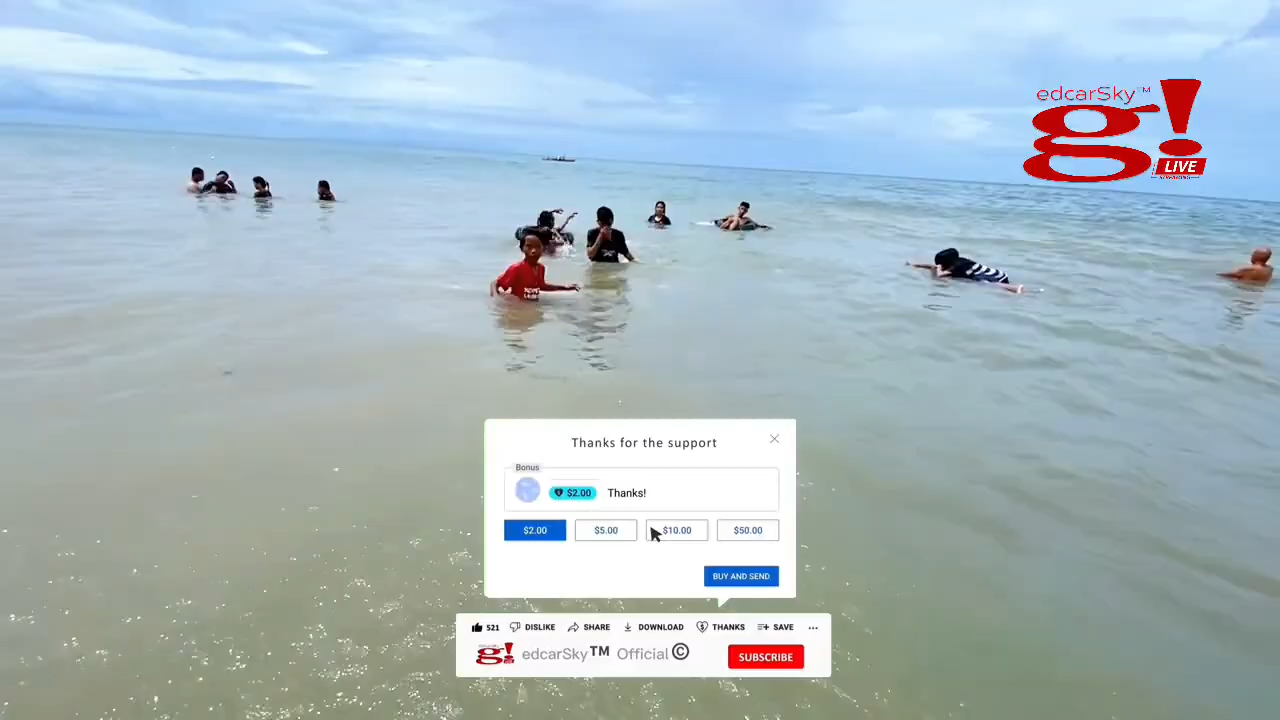 edcarSky™
g!
LIVE
Thanks for the support
Bonus
$2.00 Thanks!
$2.00 $5.00 $10.00 $50.00
BUY AND SEND
521 DISLIKE SHARE DOWNLOAD THANKS SAVE ...
g! edcarSky™ Official© SUBSCRIBE